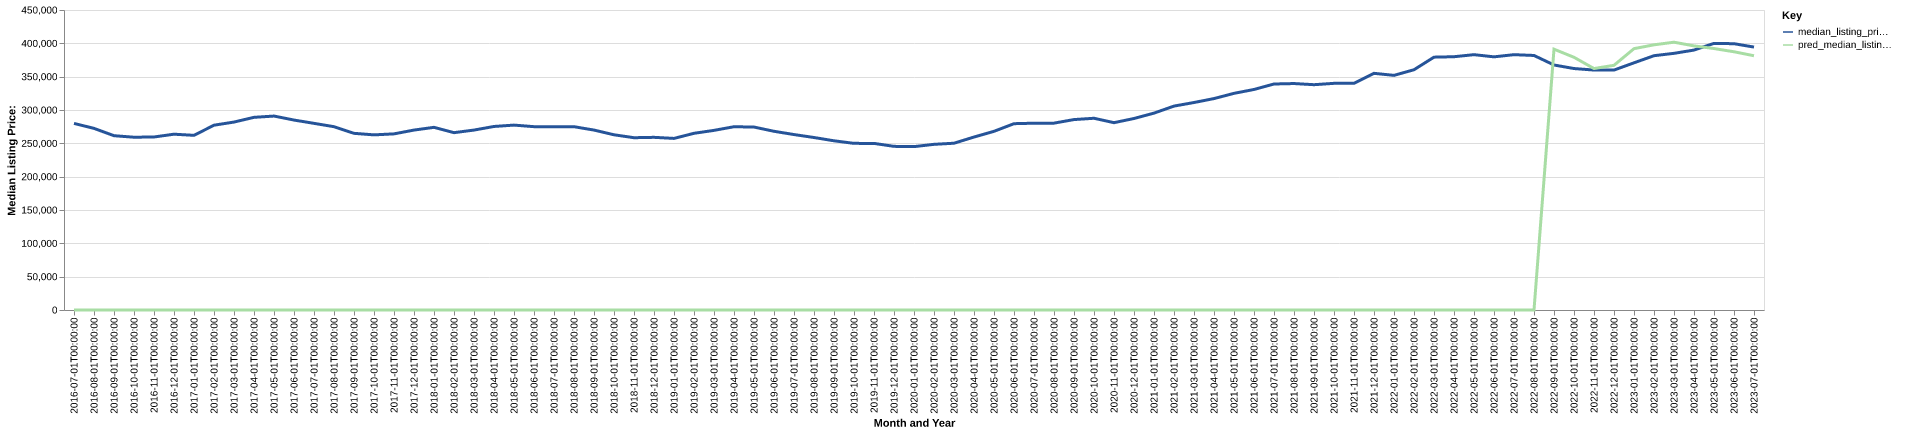 450,000
400,000
350,000
300,000
250,000
200,000
150,000
100,000
50,000
0
Median Listing Price:
2016-07-01T00:00:00
2016-08-01T00:00:00
2016-09-01T00:00:00
2016-10-01T00:00:00
2016-11-01T00:00:00
2016-12-01T00:00:00
2017-01-01T00:00:00
2017-02-01T00:00:00
2017-03-01T00:00:00
2017-04-01T00:00:00
2017-05-01T00:00:00
2017-06-01T00:00:00
2017-07-01T00:00:00
2017-08-01T00:00:00
2017-09-01T00:00:00
2017-10-01T00:00:00
2017-11-01T00:00:00
2017-12-01T00:00:00
2018-01-01T00:00:00
2018-02-01T00:00:00
2018-03-01T00:00:00
2018-04-01T00:00:00
2018-05-01T00:00:00
2018-06-01T00:00:00
2018-07-01T00:00:00
2018-08-01T00:00:00
2018-09-01T00:00:00
2018-10-01T00:00:00
2018-11-01T00:00:00
2018-12-01T00:00:00
2019-01-01T00:00:00
2019-02-01T00:00:00
2019-03-01T00:00:00
2019-04-01T00:00:00
2019-05-01T00:00:00
2019-06-01T00:00:00
2019-07-01T00:00:00
2019-08-01T00:00:00
2019-09-01T00:00:00
2019-10-01T00:00:00
2019-11-01T00:00:00
2019-12-01T00:00:00
2020-01-01T00:00:00
2020-02-01T00:00:00
2020-03-01T00:00:00
2020-04-01T00:00:00
2020-05-01T00:00:00
2020-06-01T00:00:00
2020-07-01T00:00:00
2020-08-01T00:00:00
2020-09-01T00:00:00
2020-10-01T00:00:00
2020-11-01T00:00:00
2020-12-01T00:00:00
2021-01-01T00:00:00
2021-02-01T00:00:00
2021-03-01T00:00:00
2021-04-01T00:00:00
2021-05-01T00:00:00
2021-06-01T00:00:00
2021-07-01T00:00:00
2021-08-01T00:00:00
2021-09-01T00:00:00
2021-10-01T00:00:00
2021-11-01T00:00:00
2021-12-01T00:00:00
2022-01-01T00:00:00
2022-02-01T00:00:00
2022-03-01T00:00:00
2022-04-01T00:00:00
2022-05-01T00:00:00
2022-06-01T00:00:00
2022-07-01T00:00:00
2022-08-01T00:00:00
2022-09-01T00:00:00
2022-10-01T00:00:00
2022-11-01T00:00:00
2022-12-01T00:00:00
2023-01-01T00:00:00
2023-02-01T00:00:00
2023-03-01T00:00:00
2023-04-01T00:00:00
2023-05-01T00:00:00
2023-06-01T00:00:00
2023-07-01T00:00:00
Month and Year
Key
median_listing_pri…
pred_median_listin…